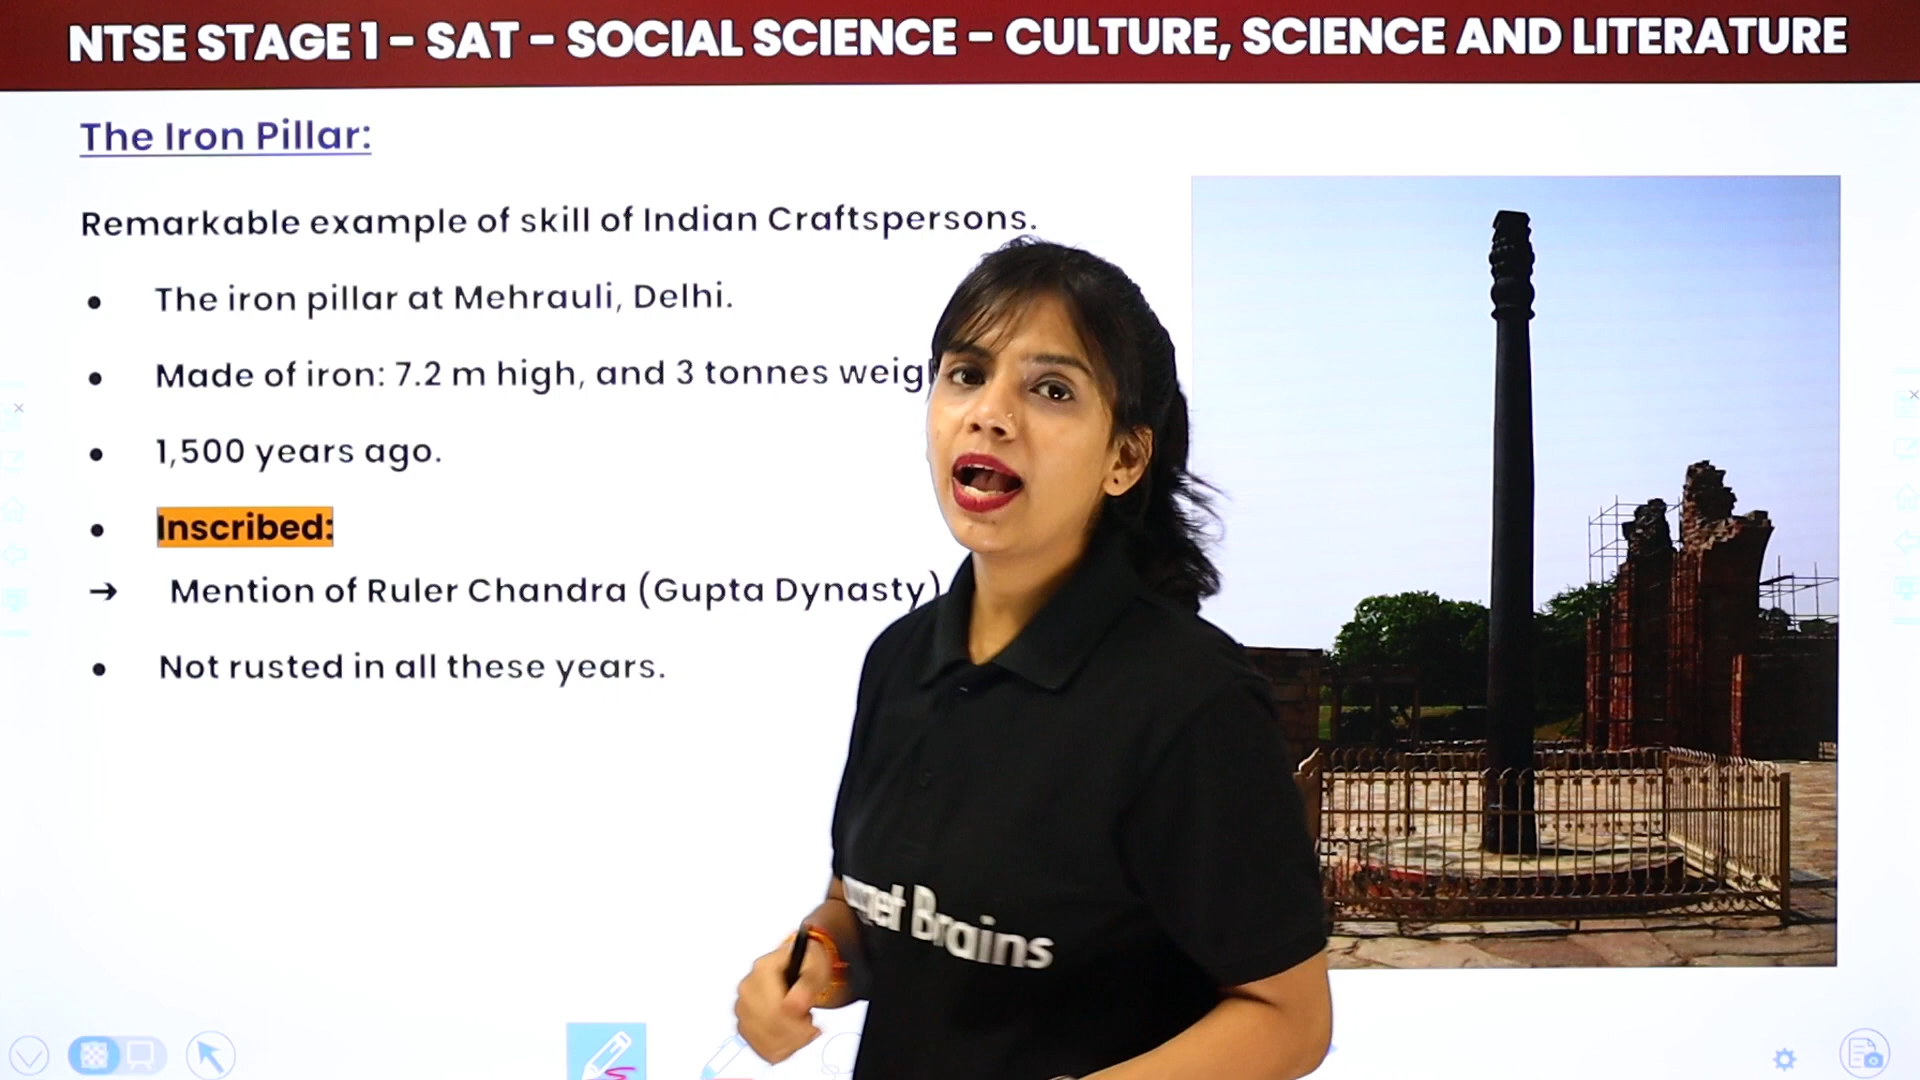 NTSE STAGE 1 – SAT – SOCIAL SCIENCE – CULTURE, SCIENCE AND LITERATURE
The Iron Pillar:
Remarkable example of skill of Indian Craftspersons.
• The iron pillar at Mehrauli, Delhi.
• Made of iron: 7.2 m high, and 3 tonnes
• 1,500 years ago.
• Inscribed:
→ Mention of Ruler Chandra (Gupta Dynasty)
• Not rusted in all these years.
Brains